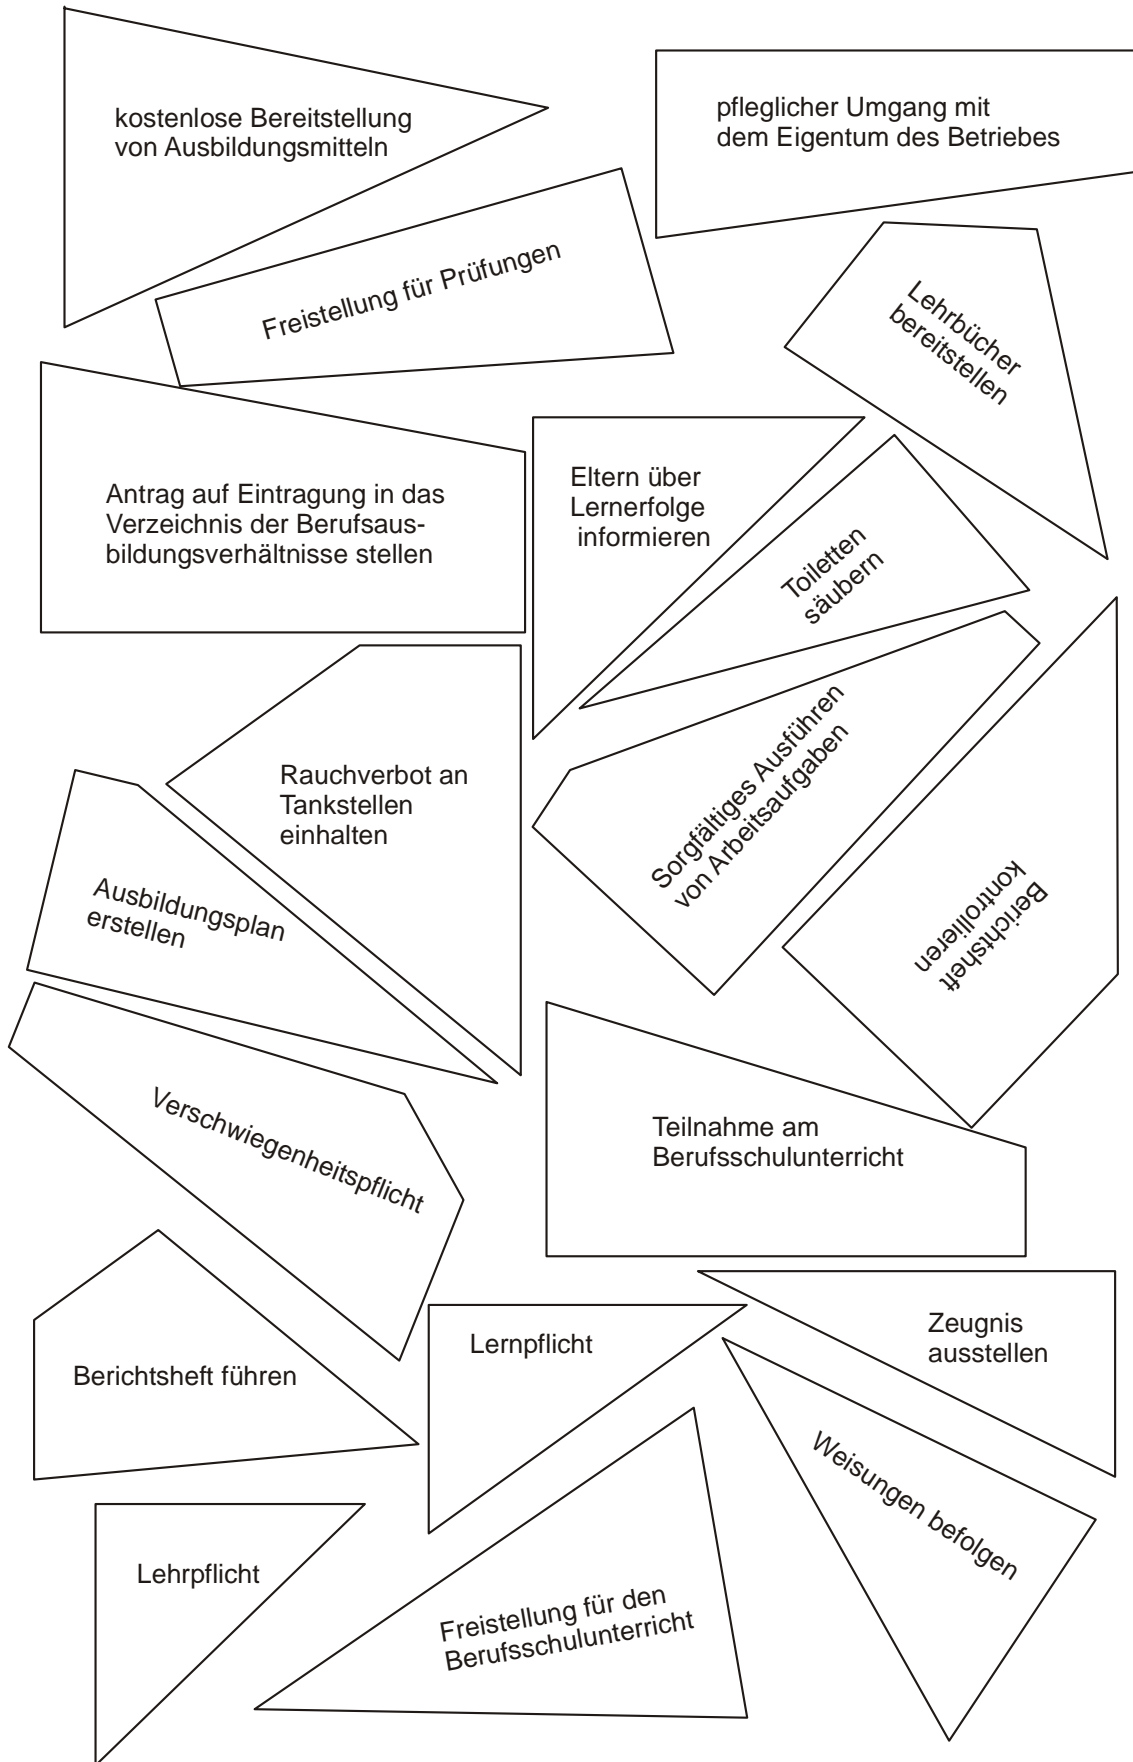 kostenlose Bereitstellung
von Ausbildungsmitteln
pfleglicher Umgang mit
dem Eigentum des Betriebes
Freistellung für Prüfungen
Lehrbücher
bereitstellen
Antrag auf Eintragung in das
Verzeichnis der Berufsaus-
bildungsverhältnisse stellen
Eltern über
Lernerfolge
informieren
Toiletten
säubern
Rauchverbot an
Tankstellen
einhalten
Sorgfältiges Ausführen
von Arbeitsaufgaben
Ausbildungsplan
erstellen
Berichtsheft
kontrollieren
Verschwiegenheitspflicht
Teilnahme am
Berufsschulunterricht
Berichtsheft führen
Lernpflicht
Zeugnis
ausstellen
Weisungen befolgen
Lehrpflicht
Freistellung für den
Berufsschulunterricht